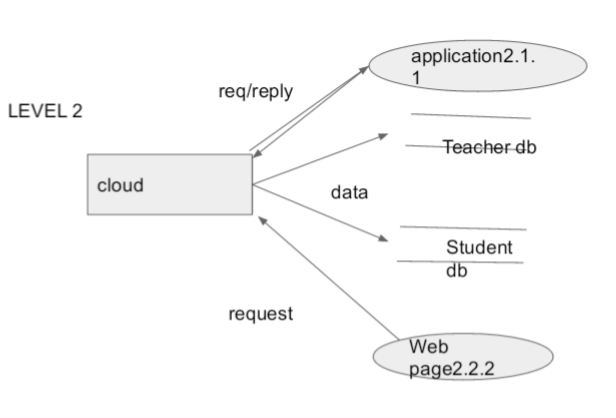 application2.1.
1
req/reply
LEVEL 2
Teacher db
cloud
data
Student
db
request
Web
page2.2.2